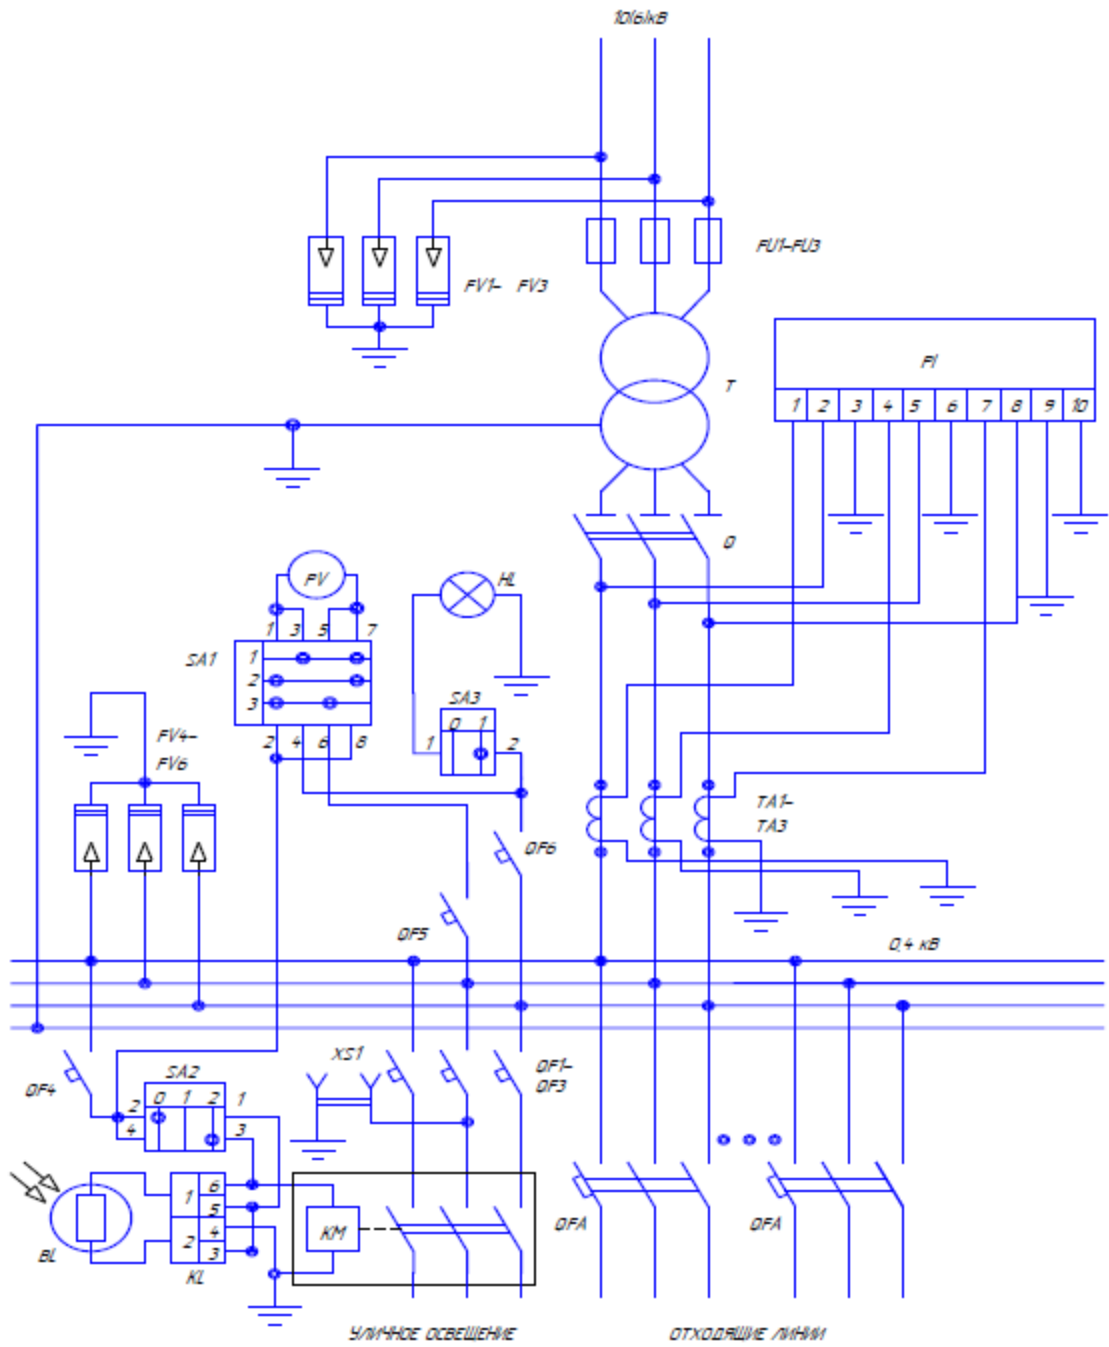 10(6)кВ
FU1-FU3
FV1- FV3
PI
T
1 2 3 4 5 6 7 8 9 10
Q
PV
HL
1 3 5 7
SA1
1
2
3
SA3
0 1
1 2
2 4 6 8
FV4-
FV6
TA1-
TA3
QF6
QF5
0,4 кВ
XS1
QF1-
QF3
QF4
SA2
0 1 2
2 1
4 3
6
1
5
4
2
3
BL
KL
KM
QFA QFA
УЛИЧНОЕ ОСВЕЩЕНИЕ ОТХОДЯЩИЕ ЛИНИИ